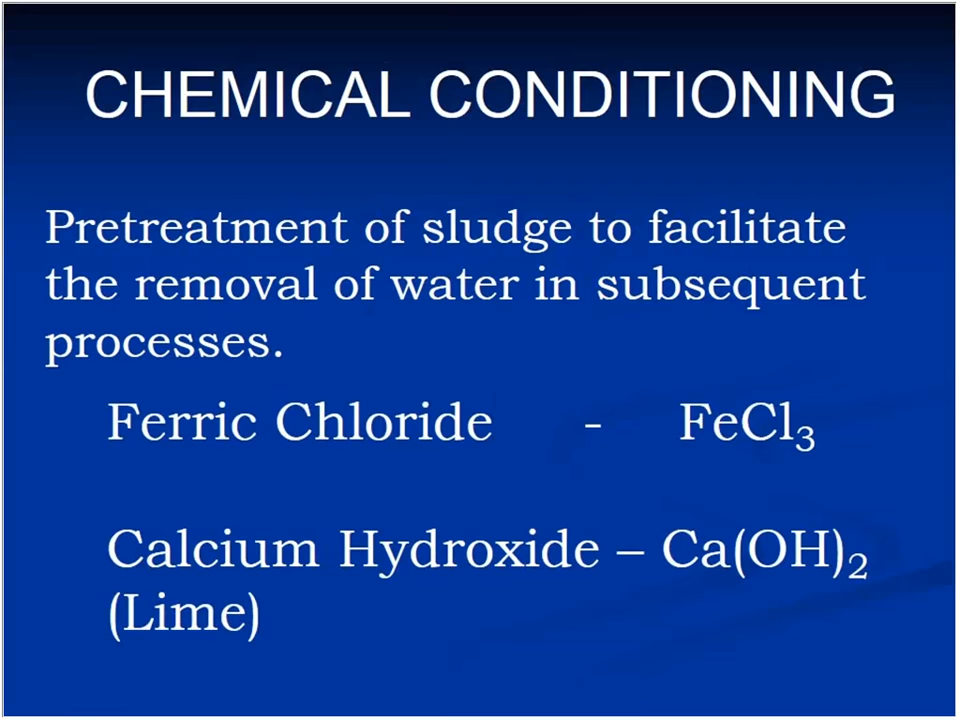 CHEMICAL CONDITIONING
Pretreatment of sludge to facilitate
the removal of water in subsequent
processes.
Ferric Chloride - FeCl₃
Calcium Hydroxide – Ca(OH)₂
(Lime)